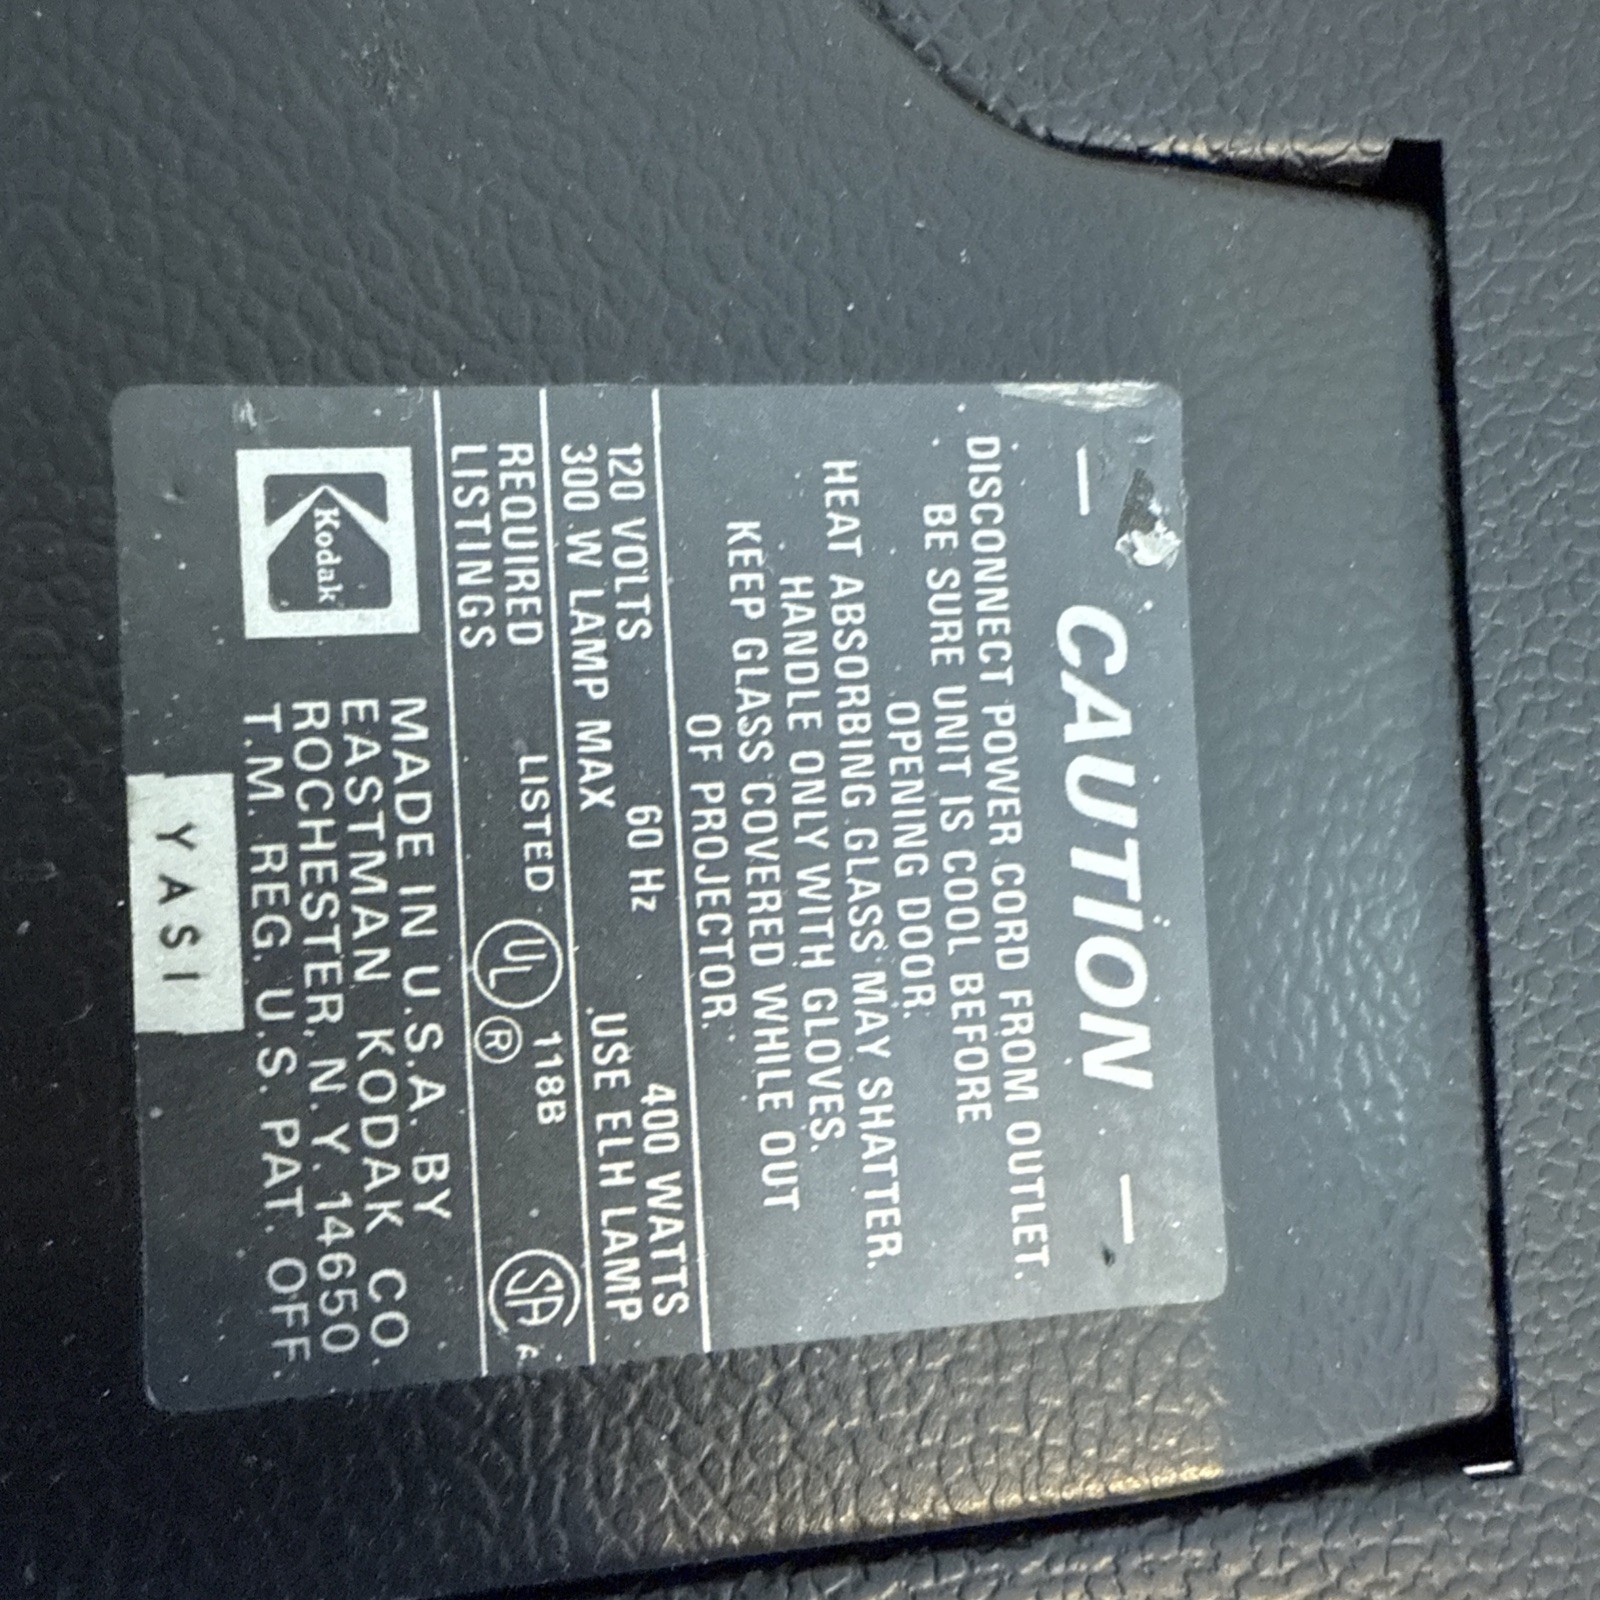 — CAUTION —
DISCONNECT POWER CORD FROM OUTLET.
BE SURE UNIT IS COOL BEFORE
OPENING DOOR.
HEAT ABSORBING GLASS MAY SHATTER.
HANDLE ONLY WITH GLOVES.
KEEP GLASS COVERED WHILE OUT
OF PROJECTOR.
120 VOLTS 60 Hz 400 WATTS
300 W LAMP MAX USE ELH LAMP
REQUIRED
LISTINGS
LISTED UL ® 118B SA
Kodak
MADE IN U.S.A. BY
EASTMAN KODAK CO.
ROCHESTER, N.Y. 14650
T.M. REG. U.S. PAT. OFF.
YASI